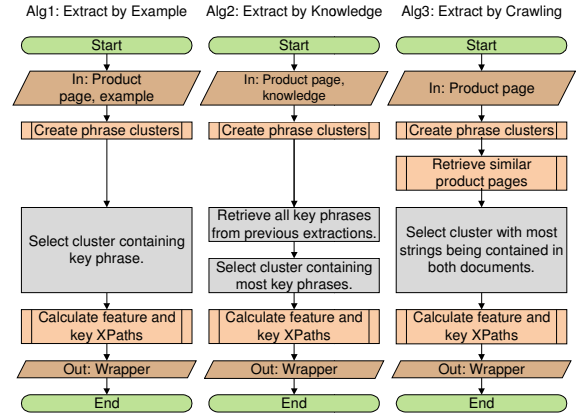 Alg1: Extract by Example
Start
In: Product
page, example
Create phrase clusters
Select cluster containing
key phrase.
Calculate feature and
key XPaths
Out: Wrapper
End
Alg2: Extract by Knowledge
Start
In: Product page,
knowledge
Create phrase clusters
Retrieve all key phrases
from previous extractions.
Select cluster containing
most key phrases.
Calculate feature and
key XPaths
Out: Wrapper
End
Alg3: Extract by Crawling
Start
In: Product page
Create phrase clusters
Retrieve similar
product pages
Select cluster with most
strings being contained in
both documents.
Calculate feature and
key XPaths
Out: Wrapper
End